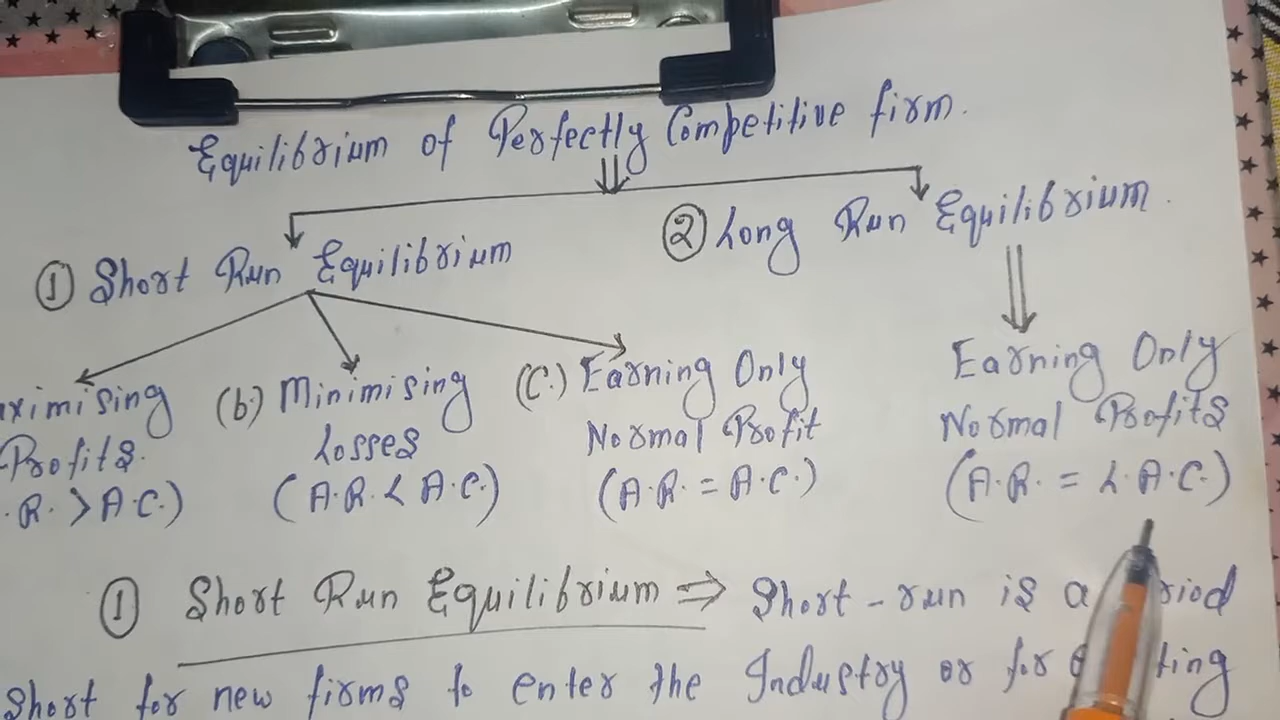 Equilibrium of Perfectly Competitive firm.
① Short Run Equilibrium
② Long Run Equilibrium.
ximising
Profits.
.R. > A.C.)
(b.) Minimising
Losses
(A.R. < A.C.)
(C.) Earning Only
Normal Profit
(A.R. = A.C.)
Earning Only
Normal Profits
(A.R. = L.A.C.)
① Short Run Equilibrium ⇒ Short-run is a
Short for new firms to enter the Industry or for